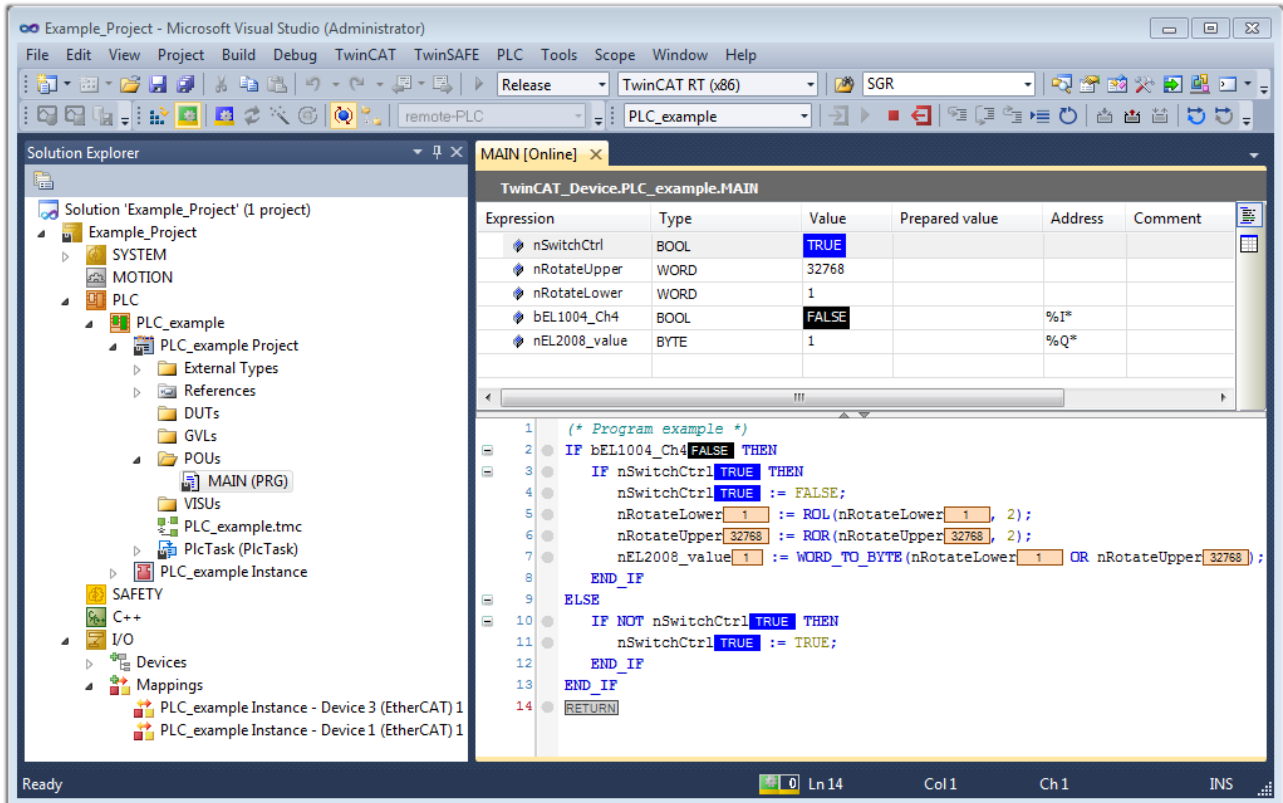 Example_Project - Microsoft Visual Studio (Administrator)
File Edit View Project Build Debug TwinCAT TwinSAFE PLC Tools Scope Window Help
Release TwinCAT RT (x86) SGR
remote-PLC PLC_example
Solution Explorer
Solution 'Example_Project' (1 project)
Example_Project
SYSTEM
MOTION
PLC
PLC_example
PLC_example Project
External Types
References
DUTs
GVLs
POUs
MAIN (PRG)
VISUs
PLC_example.tmc
PlcTask (PlcTask)
PLC_example Instance
SAFETY
C++
I/O
Devices
Mappings
PLC_example Instance - Device 3 (EtherCAT) 1
PLC_example Instance - Device 1 (EtherCAT) 1
MAIN [Online]
TwinCAT_Device.PLC_example.MAIN
Expression Type Value Prepared value Address Comment
nSwitchCtrl BOOL TRUE
nRotateUpper WORD 32768
nRotateLower WORD 1
bEL1004_Ch4 BOOL FALSE %I*
nEL2008_value BYTE 1 %Q*
1 (* Program example *)
2 IF bEL1004_Ch4 FALSE THEN
3 IF nSwitchCtrl TRUE THEN
4 nSwitchCtrl TRUE := FALSE;
5 nRotateLower 1 := ROL(nRotateLower 1 , 2);
6 nRotateUpper 32768 := ROR(nRotateUpper 32768 , 2);
7 nEL2008_value 1 := WORD_TO_BYTE(nRotateLower 1 OR nRotateUpper 32768 );
8 END_IF
9 ELSE
10 IF NOT nSwitchCtrl TRUE THEN
11 nSwitchCtrl TRUE := TRUE;
12 END_IF
13 END_IF
14 RETURN
Ready 0 Ln 14 Col 1 Ch 1 INS